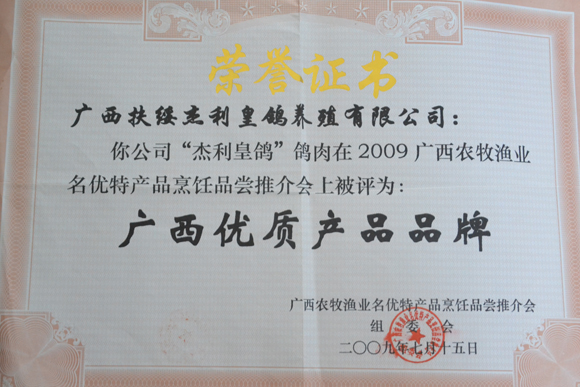 荣誉证书
广西扶绥杰利皇鸽养殖有限公司：
你公司“杰利皇鸽”鸽肉在2009广西农牧渔业
名优特产品烹饪品尝推介会上被评为：
广西优质产品品牌
广西农牧渔业名优特产品烹饪品尝推介会
组委会
二〇〇九年七月十五日